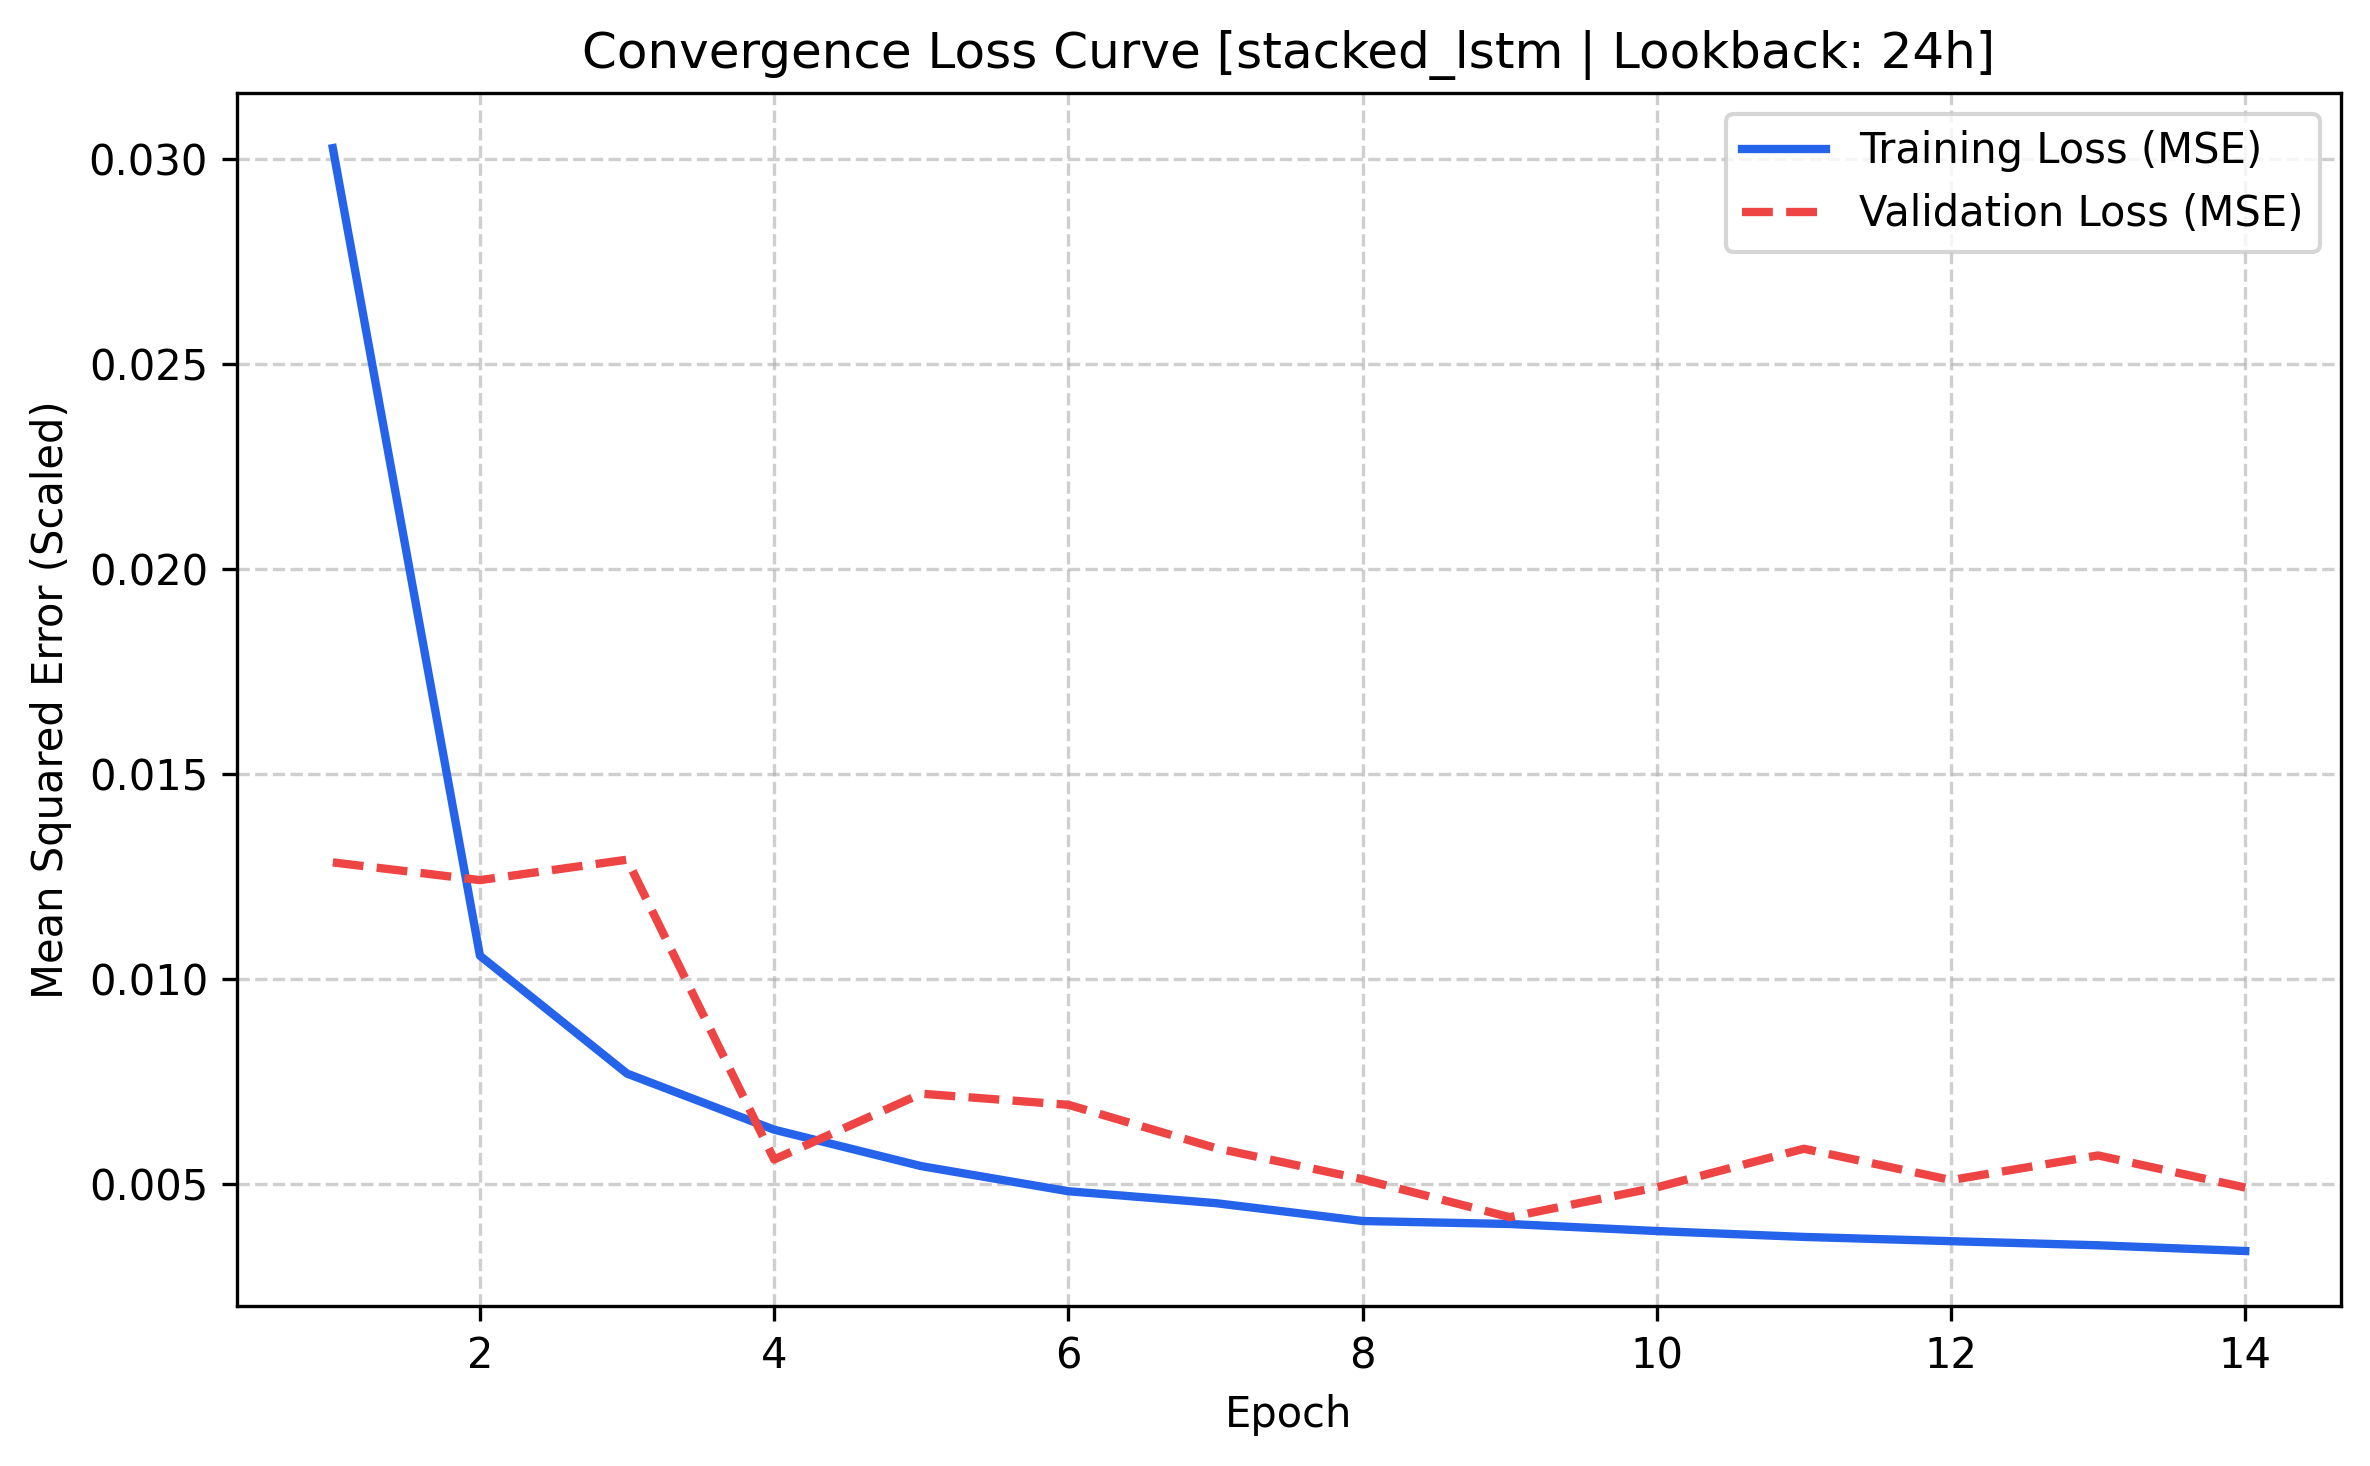 Convergence Loss Curve [stacked_lstm | Lookback: 24h]
Training Loss (MSE)
Validation Loss (MSE)
Mean Squared Error (Scaled)
0.030
0.025
0.020
0.015
0.010
0.005
2 4 6 8 10 12 14
Epoch